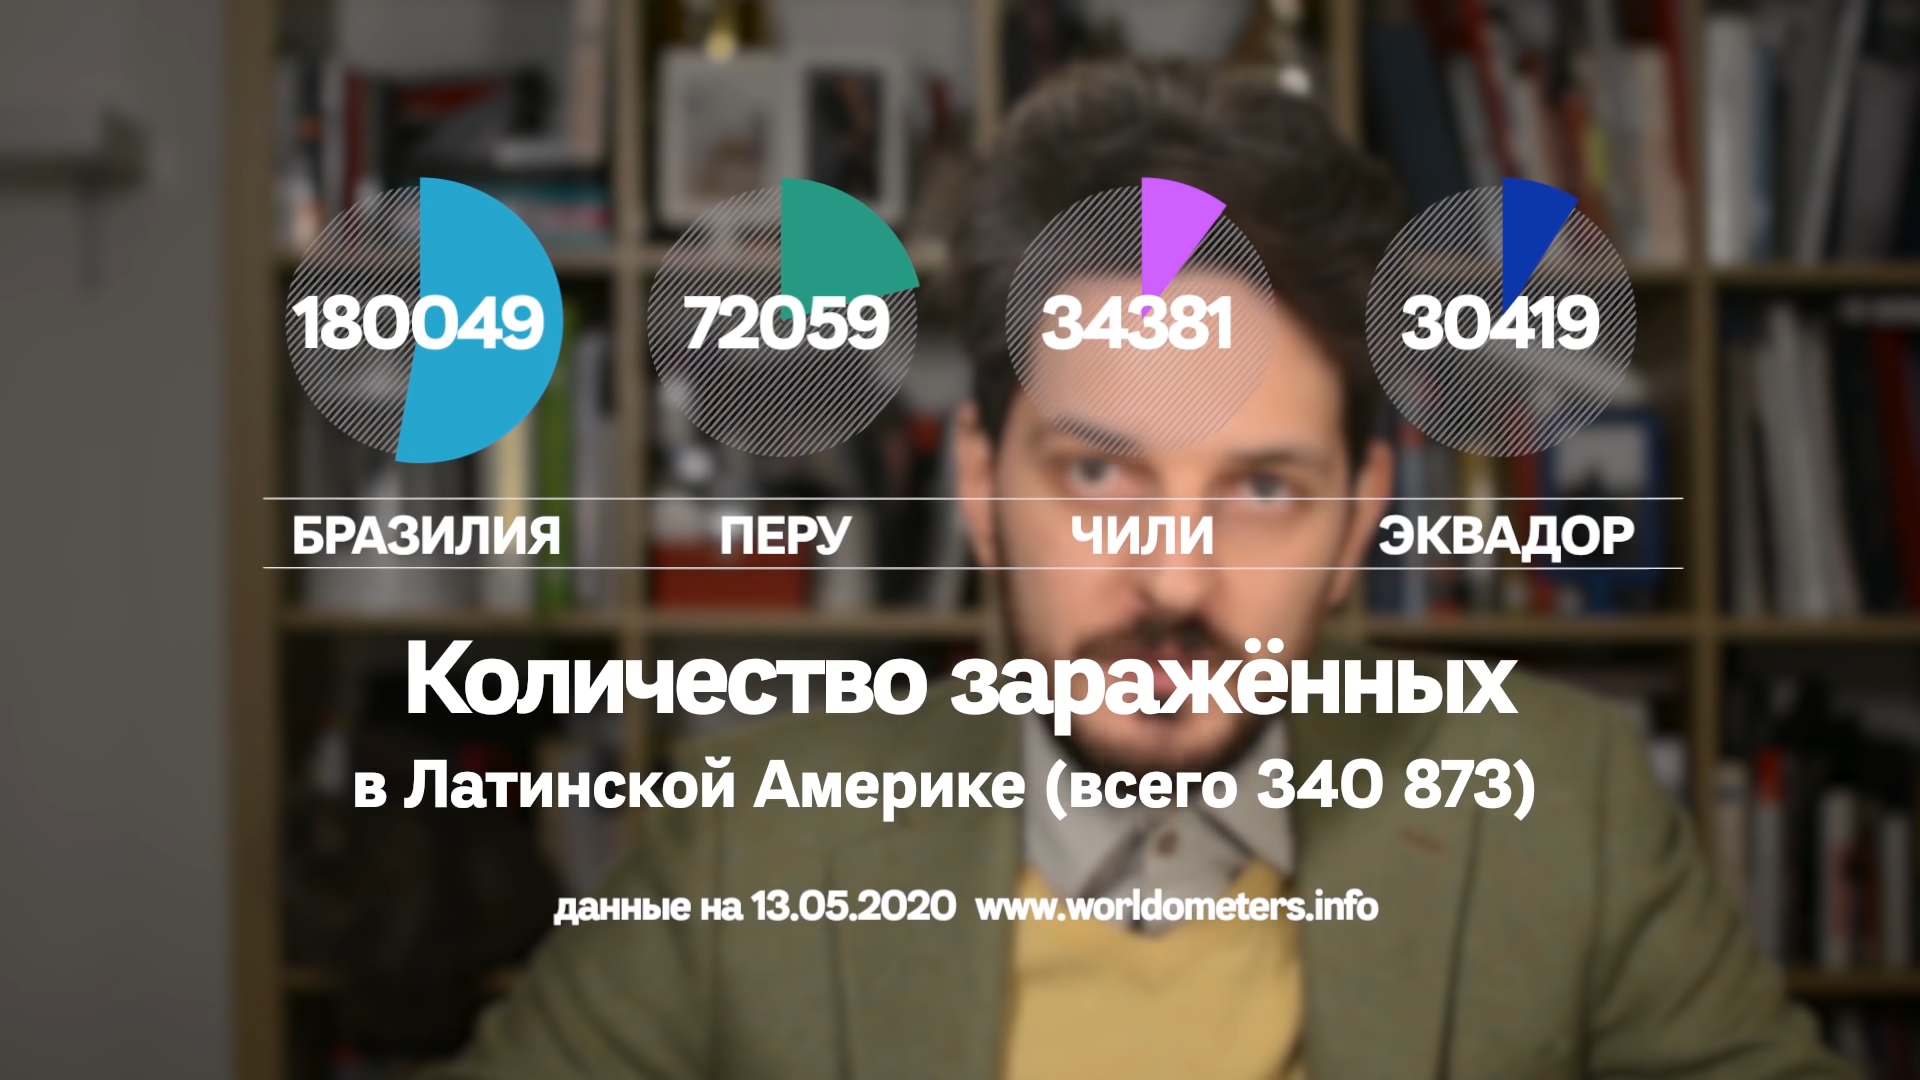 180049 72059 34381 30419
БРАЗИЛИЯ ПЕРУ ЧИЛИ ЭКВАДОР
Количество заражённых
в Латинской Америке (всего 340 873)
данные на 13.05.2020 www.worldometers.info